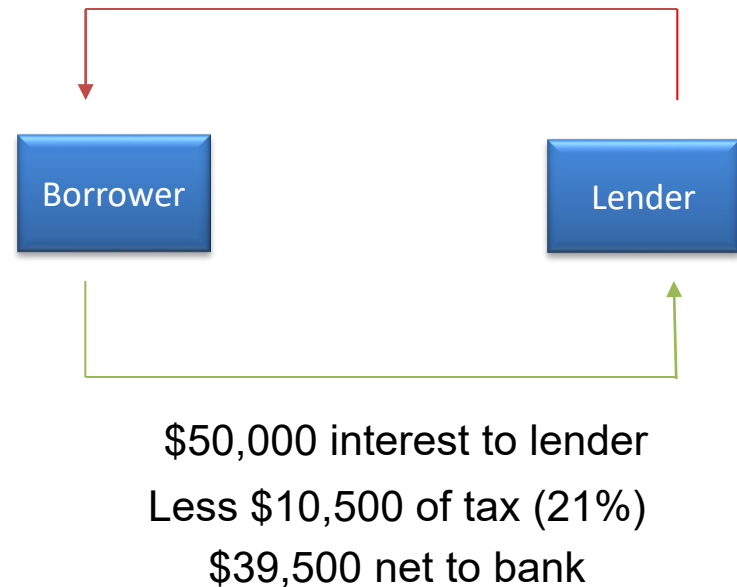 Borrower
Lender
$50,000 interest to lender
Less $10,500 of tax (21%)
$39,500 net to bank